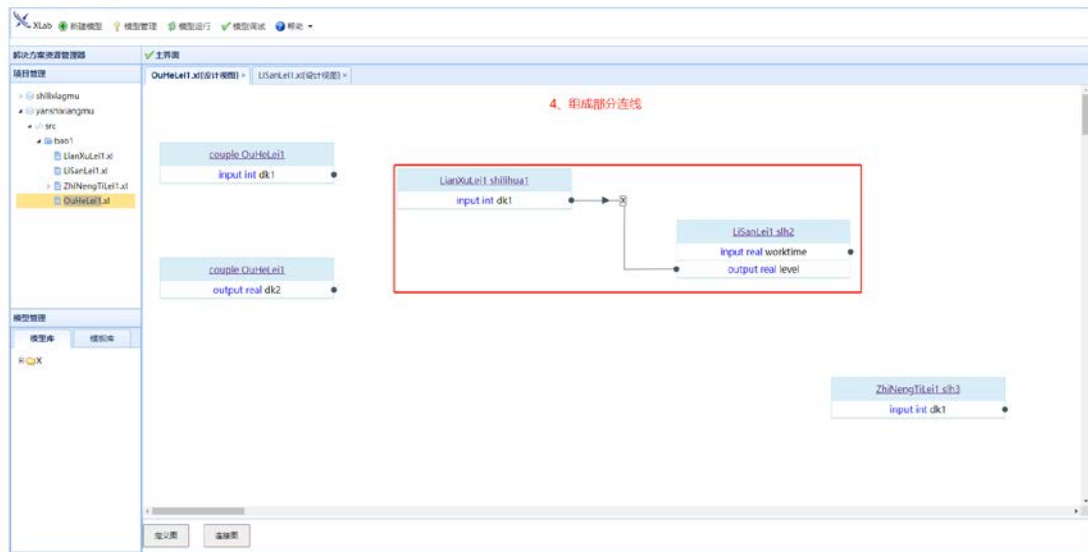 XLab 新建模型 模型管理 模型运行 模型调试 帮助
解决方案资源管理器
主界面
项目管理
OuHeLei1.xl[设计视图] ×
LiSanLei1.xl[设计视图] ×
shilixiagmu
yanshixiangmu
src
bao1
LianXuLei1.xl
LiSanLei1.xl
ZhiNengTiLei1.xl
OuHeLei1.xl
4、组成部分连线
couple OuHeLei1
input int dk1
LianXuLei1 shilihua1
input int dk1
X
LiSanLei1 slh2
input real worktime
output real level
couple OuHeLei1
output real dk2
ZhiNengTiLei1 slh3
input int dk1
模型管理
模型库
模板库
X
定义图
连接图